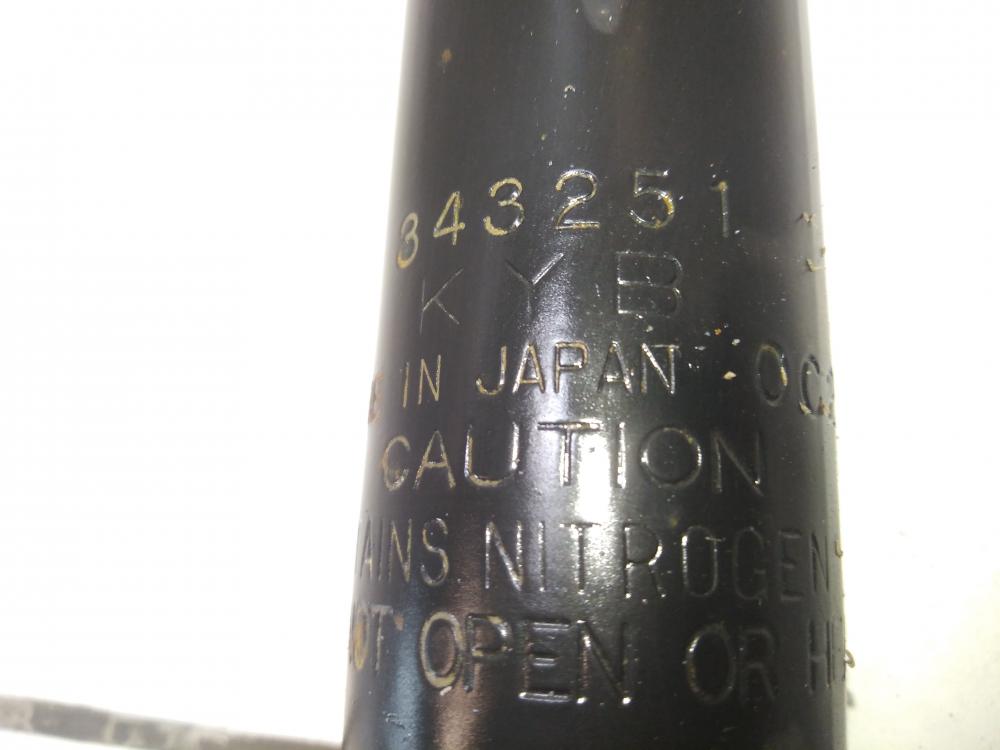 343251
KYB
IN JAPAN
CAUTION
NITROGEN
OPEN OR